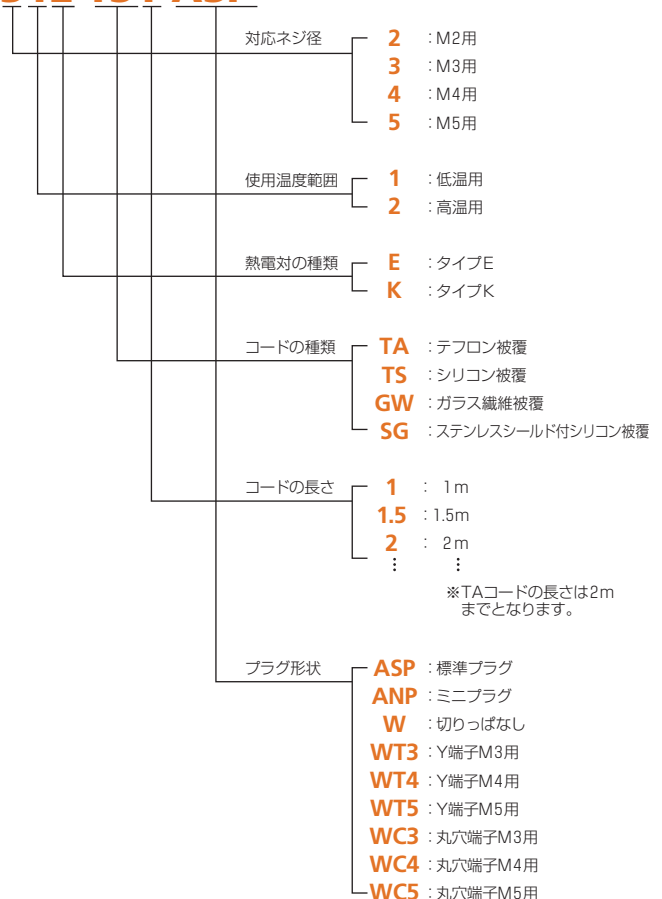 対応ネジ径 2 :M2用
3 :M3用
4 :M4用
5 :M5用
使用温度範囲 1 :低温用
2 :高温用
熱電対の種類 E :タイプE
K :タイプK
コードの種類 TA :テフロン被覆
TS :シリコン被覆
GW :ガラス繊維被覆
SG :ステンレスシールド付シリコン被覆
コードの長さ 1 : 1m
1.5 :1.5m
2 : 2m
⋮ ⋮
※TAコードの長さは2m
までとなります。
プラグ形状 ASP :標準プラグ
ANP :ミニプラグ
W :切りっぱなし
WT3 :Y端子M3用
WT4 :Y端子M4用
WT5 :Y端子M5用
WC3 :丸穴端子M3用
WC4 :丸穴端子M4用
WC5 :丸穴端子M5用